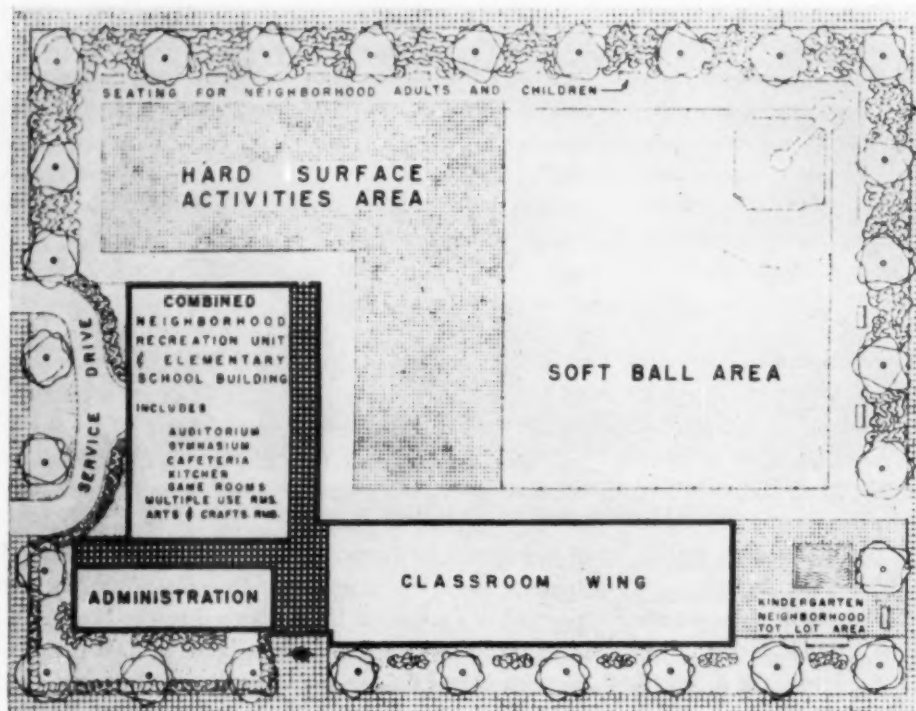 SEATING FOR NEIGHBORHOOD ADULTS AND CHILDREN
HARD SURFACE
ACTIVITIES AREA
COMBINED
NEIGHBORHOOD
RECREATION UNIT
& ELEMENTARY
SCHOOL BUILDING
INCLUDES
AUDITORIUM
GYMNASIUM
CAFETERIA
KITCHEN
GAME ROOMS
MULTIPLE USE RMS.
ARTS & CRAFTS RMS.
SERVICE DRIVE
SOFT BALL AREA
ADMINISTRATION
CLASSROOM WING
KINDERGARTEN
NEIGHBORHOOD
TOT LOT AREA